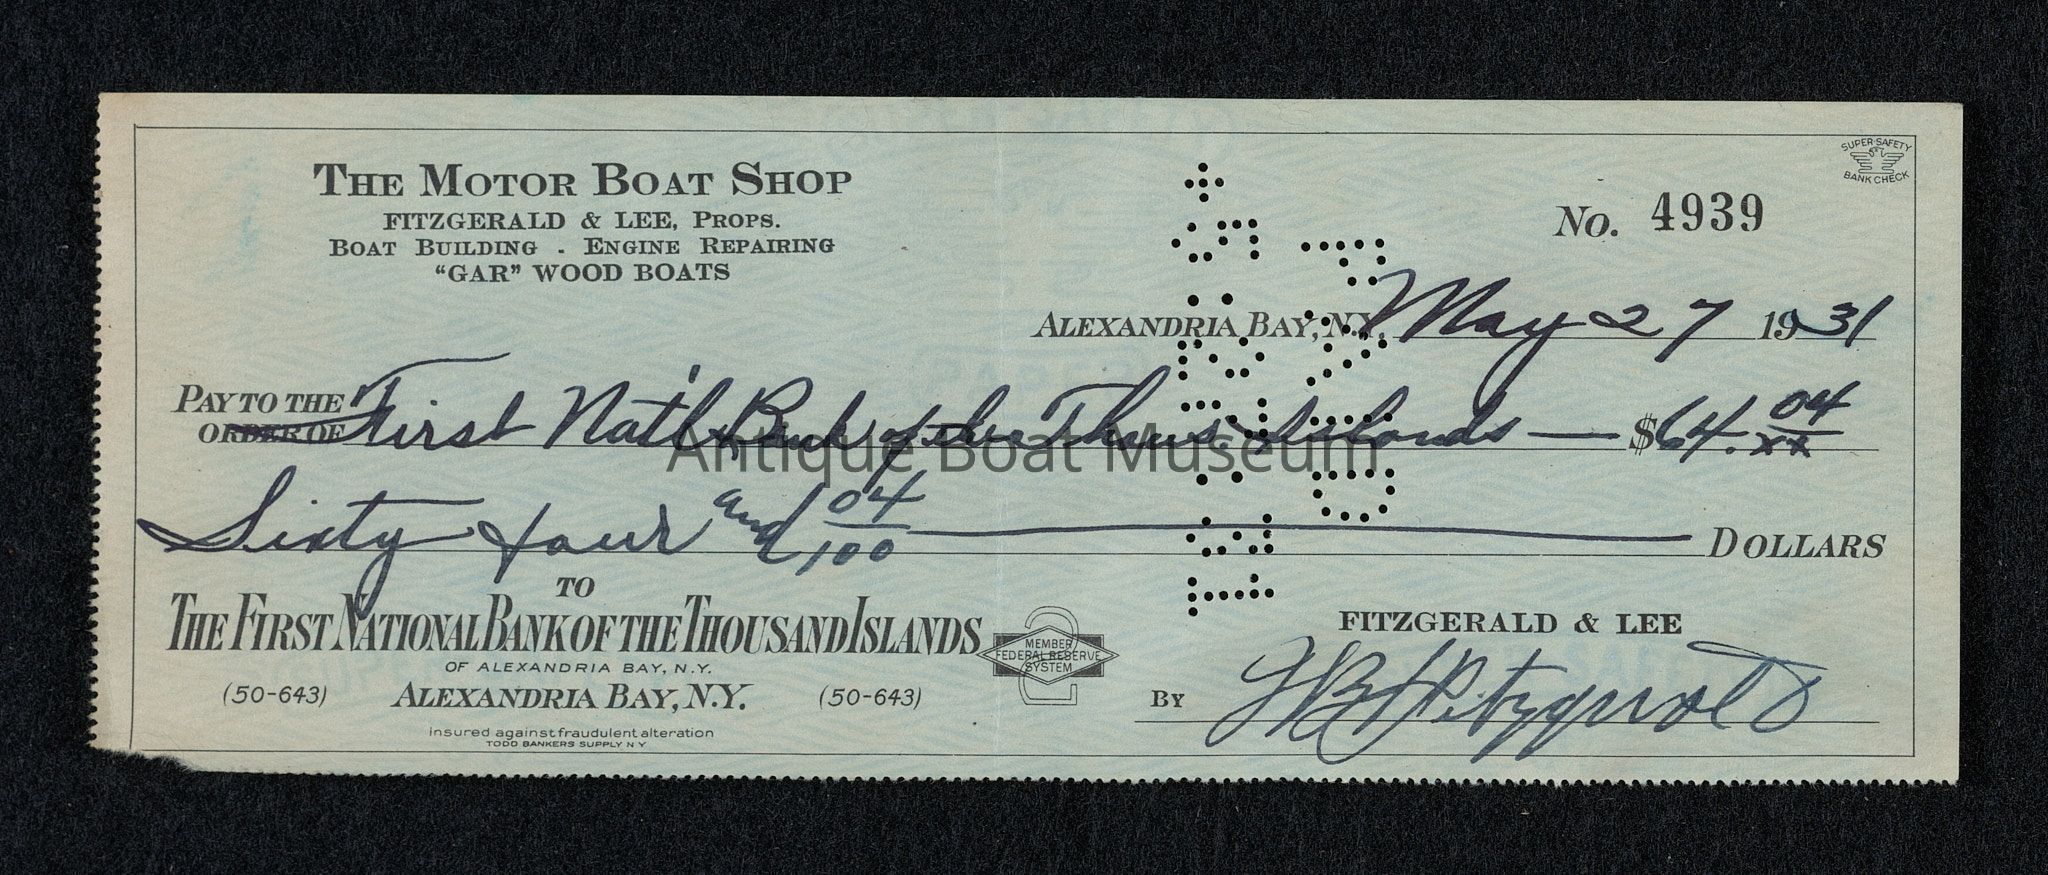 THE MOTOR BOAT SHOP
FITZGERALD & LEE, PROPS.
BOAT BUILDING . ENGINE REPAIRING
"GAR" WOOD BOATS
SUPER-SAFETY
BANK CHECK
No. 4939
ALEXANDRIA BAY, N.Y. May 27 1931
PAY TO THE
ORDER OF First Nat'l Bank of the Thous. Islands — $64.04/xx
Sixty four and 04/100 DOLLARS
TO
THE FIRST NATIONAL BANK OF THE THOUSAND ISLANDS
OF ALEXANDRIA BAY, N.Y.
(50-643) ALEXANDRIA BAY, N.Y. (50-643)
MEMBER
FEDERAL RESERVE
SYSTEM
2
insured against fraudulent alteration
TODD BANKERS SUPPLY N Y
FITZGERALD & LEE
BY Fitzgerald
Antique Boat Museum